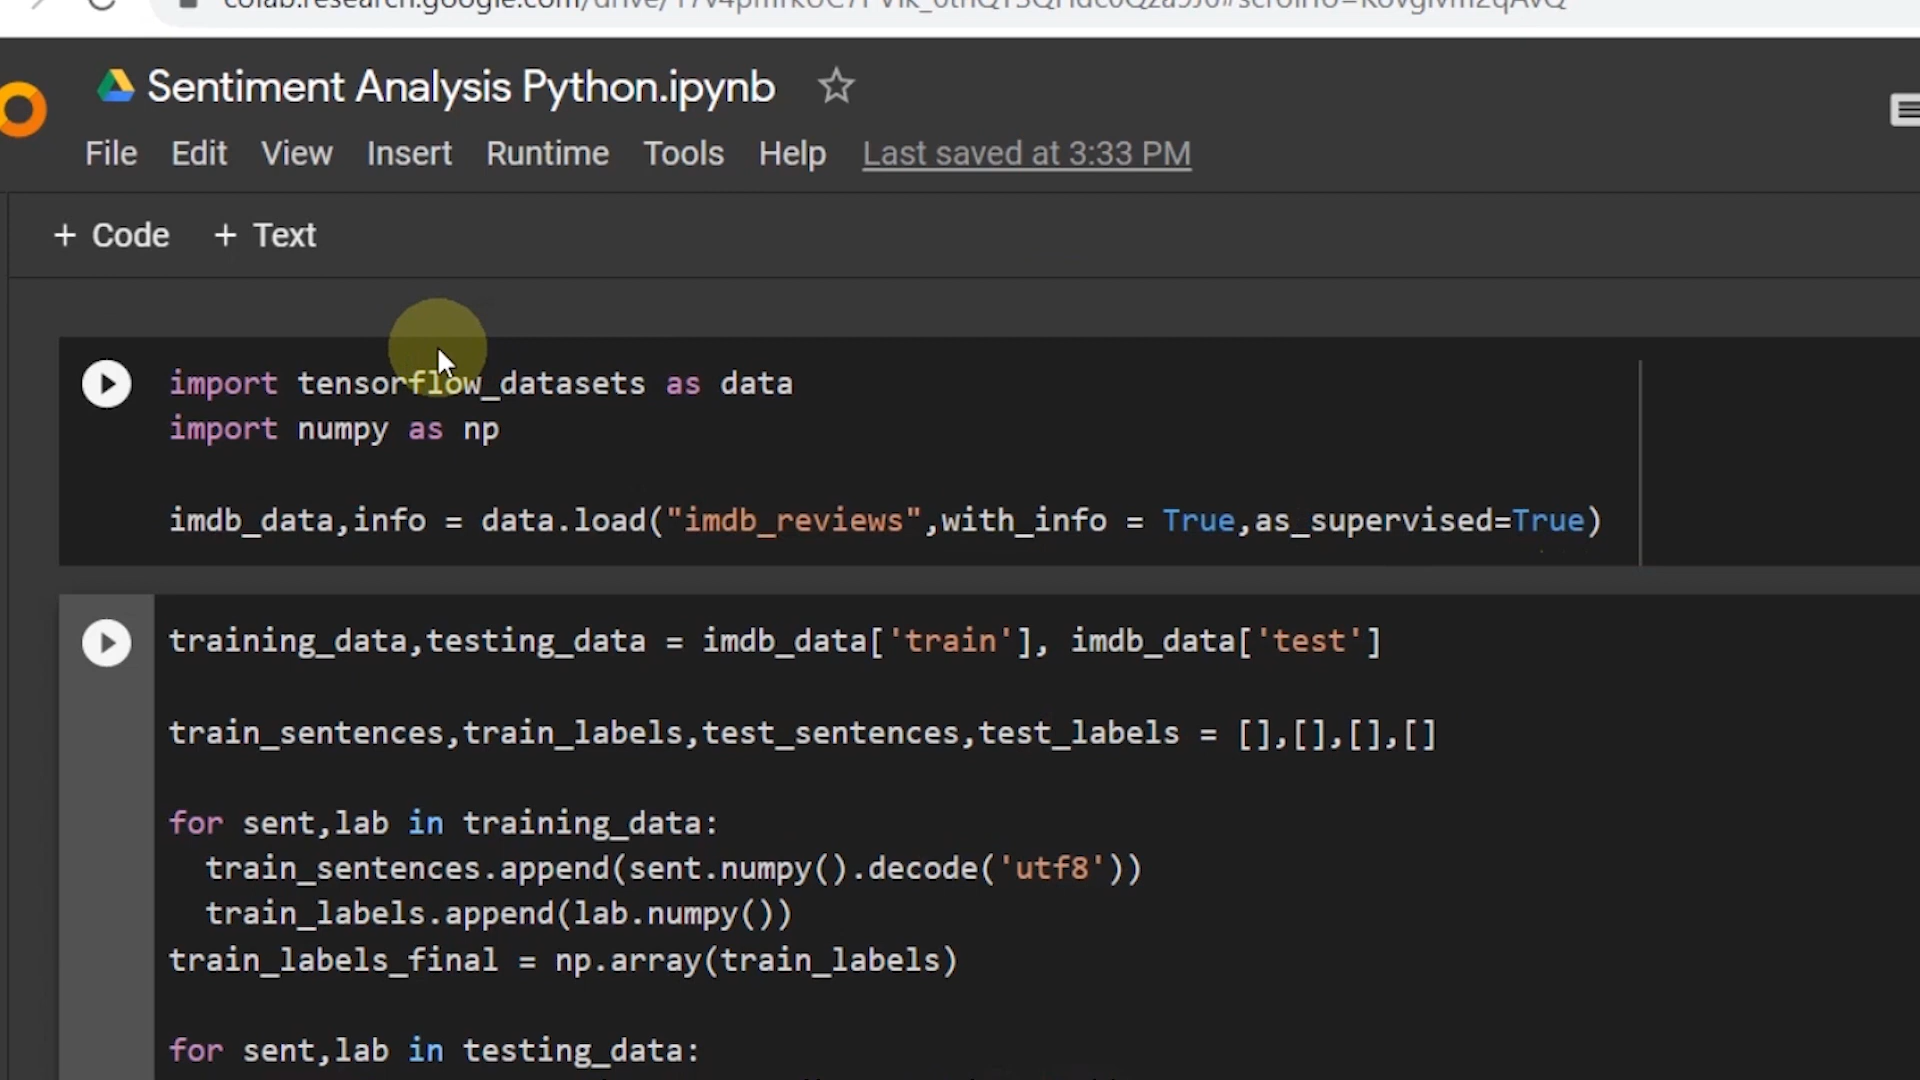 Sentiment Analysis Python.ipynb
File Edit View Insert Runtime Tools Help Last saved at 3:33 PM
+ Code + Text
import tensorflow_datasets as data
import numpy as np
imdb_data,info = data.load("imdb_reviews",with_info = True,as_supervised=True)
training_data,testing_data = imdb_data['train'], imdb_data['test']
train_sentences,train_labels,test_sentences,test_labels = [],[],[],[]
for sent,lab in training_data:
train_sentences.append(sent.numpy().decode('utf8'))
train_labels.append(lab.numpy())
train_labels_final = np.array(train_labels)
for sent,lab in testing_data: